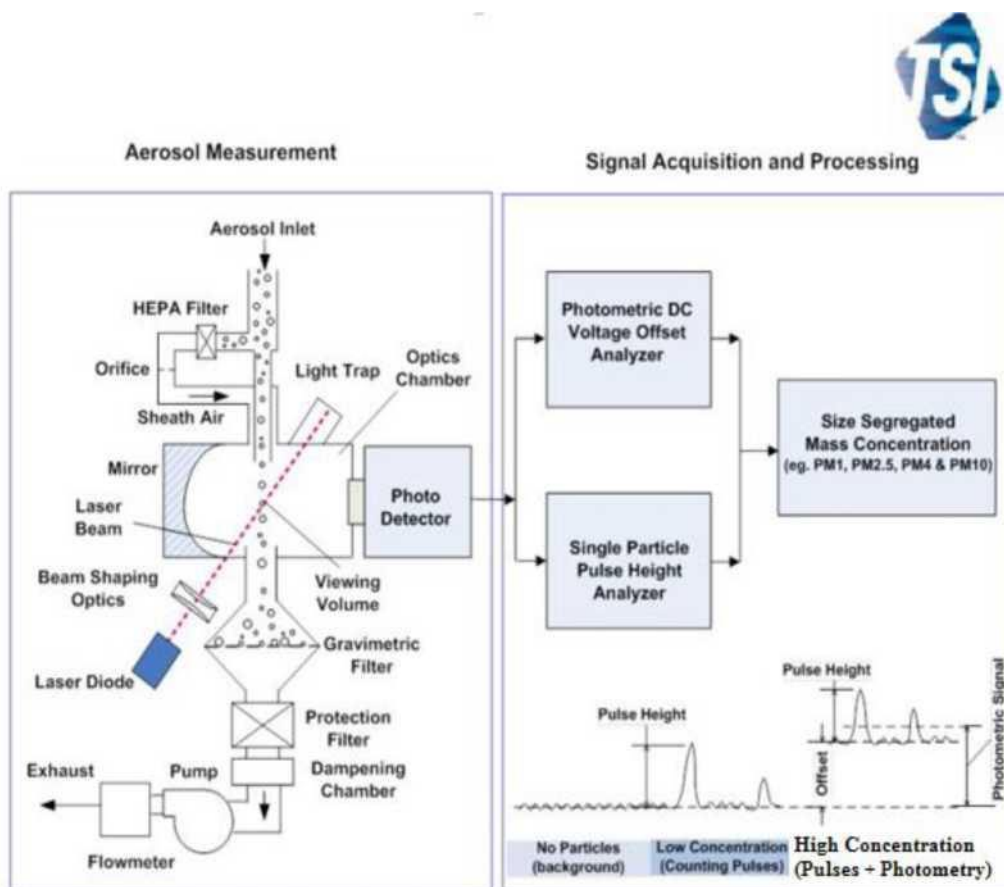 TSI
Aerosol Measurement
Aerosol Inlet
HEPA Filter
Orifice
Sheath Air
Light Trap
Optics
Chamber
Mirror
Laser
Beam
Photo
Detector
Beam Shaping
Optics
Viewing
Volume
Gravimetric
Filter
Laser Diode
Protection
Filter
Exhaust
Pump
Dampening
Chamber
Flowmeter
Signal Acquisition and Processing
Photometric DC
Voltage Offset
Analyzer
Single Particle
Pulse Height
Analyzer
Size Segregated
Mass Concentration
(eg. PM1, PM2.5, PM4 & PM10)
Pulse Height
Pulse Height
Offset
Photometric Signal
No Particles
(background)
Low Concentration
(Counting Pulses)
High Concentration
(Pulses + Photometry)